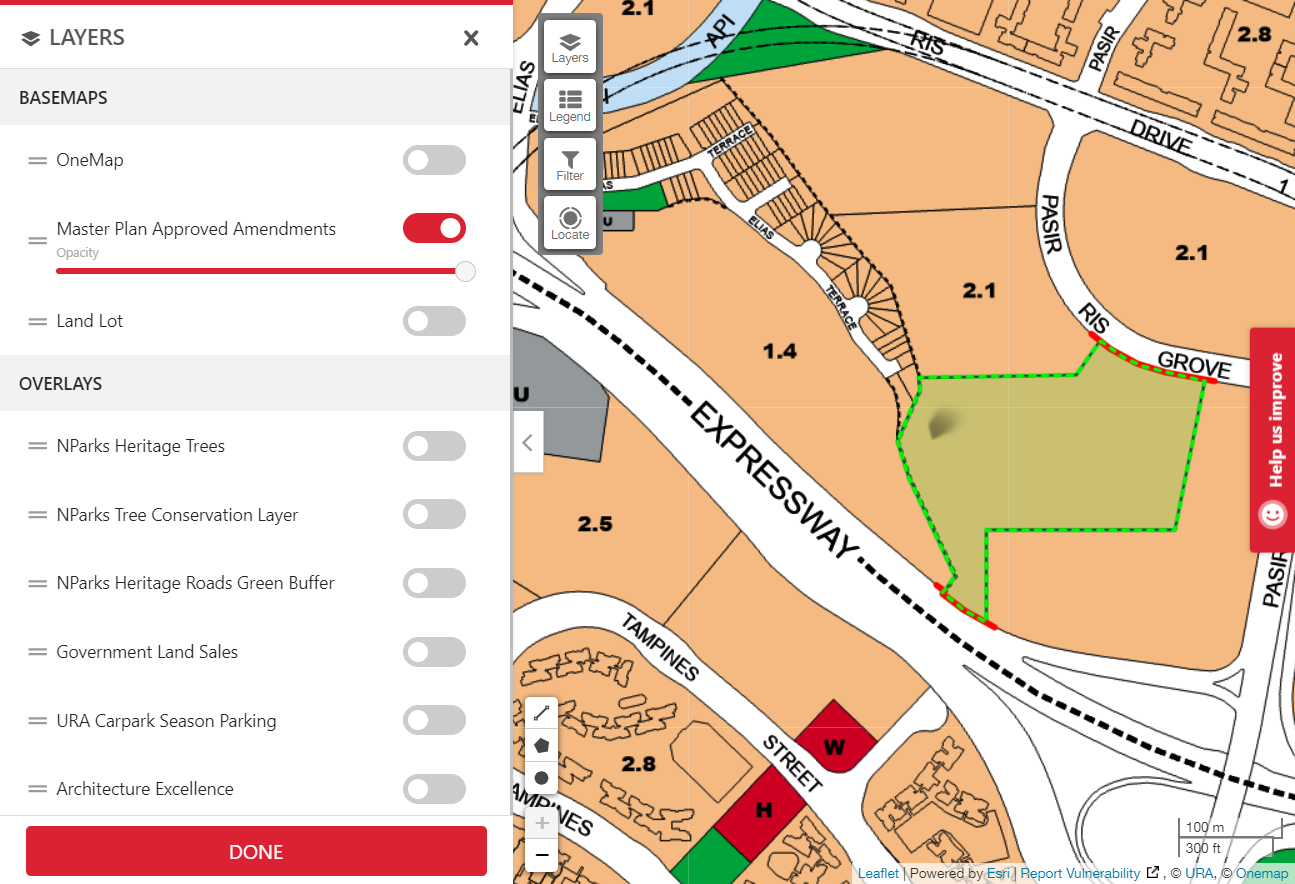 LAYERS
BASEMAPS
OneMap
Master Plan Approved Amendments
Opacity
Land Lot
OVERLAYS
NParks Heritage Trees
NParks Tree Conservation Layer
NParks Heritage Roads Green Buffer
Government Land Sales
URA Carpark Season Parking
Architecture Excellence
DONE
Layers
Legend
Filter
Locate
2.1
API
RIS
PASIR
2.8
ELIAS
TERRACE
DRIVE
1
U
ELIAS
PASIR
2.1
2.1
TERRACE
RIS
1.4
GROVE
U
EXPRESSWAY
2.5
Help us improve
PASIR
TAMPINES
STREET
W
2.8
H
100 m
300 ft
Leaflet | Powered by Esri | Report Vulnerability , © URA, © Onemap